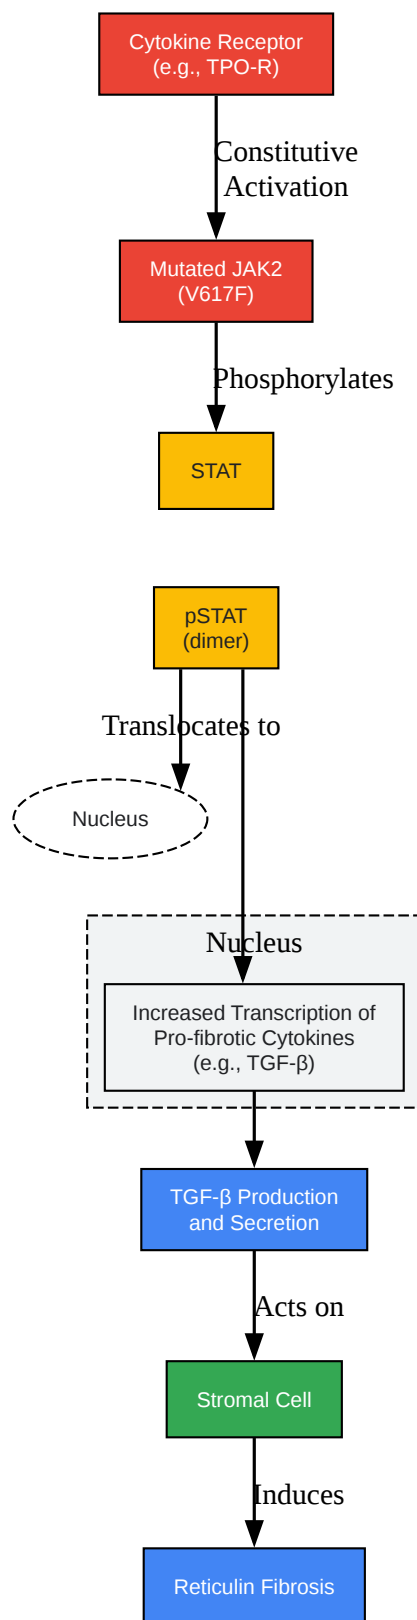 Cytokine Receptor
(e.g., TPO-R)
Constitutive
Activation
Mutated JAK2
(V617F)
Phosphorylates
STAT
pSTAT
(dimer)
Translocates to
Nucleus
Nucleus
Increased Transcription of
Pro-fibrotic Cytokines
(e.g., TGF-β)
TGF-β Production
and Secretion
Acts on
Stromal Cell
Induces
Reticulin Fibrosis